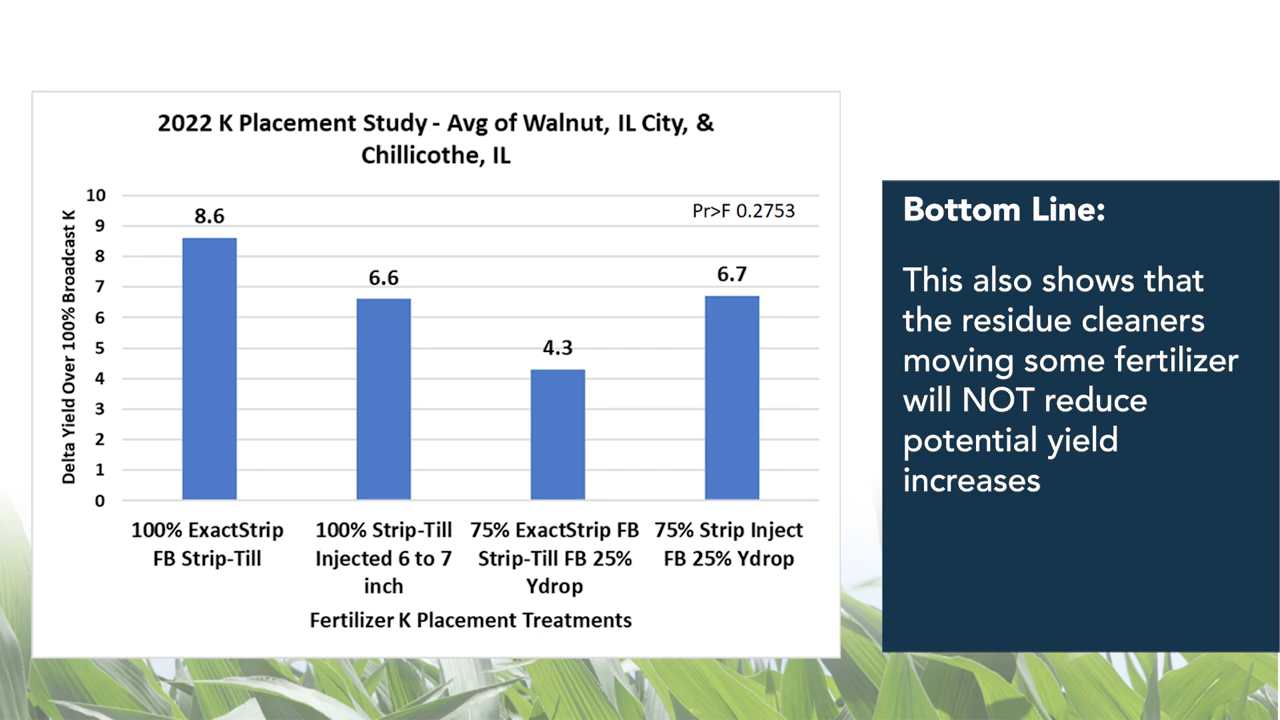 2022 K Placement Study - Avg of Walnut, IL City, &
Chillicothe, IL
Pr>F 0.2753
Delta Yield Over 100% Broadcast K
10
9
8
7
6
5
4
3
2
1
0
8.6
6.6
4.3
6.7
100% ExactStrip
FB Strip-Till
100% Strip-Till
Injected 6 to 7
inch
75% ExactStrip FB
Strip-Till FB 25%
Ydrop
75% Strip Inject
FB 25% Ydrop
Fertilizer K Placement Treatments
Bottom Line:
This also shows that
the residue cleaners
moving some fertilizer
will NOT reduce
potential yield
increases